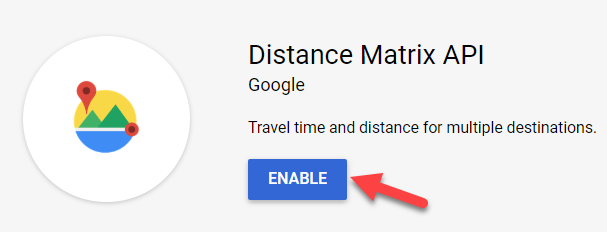 Distance Matrix API
Google
Travel time and distance for multiple destinations.
ENABLE